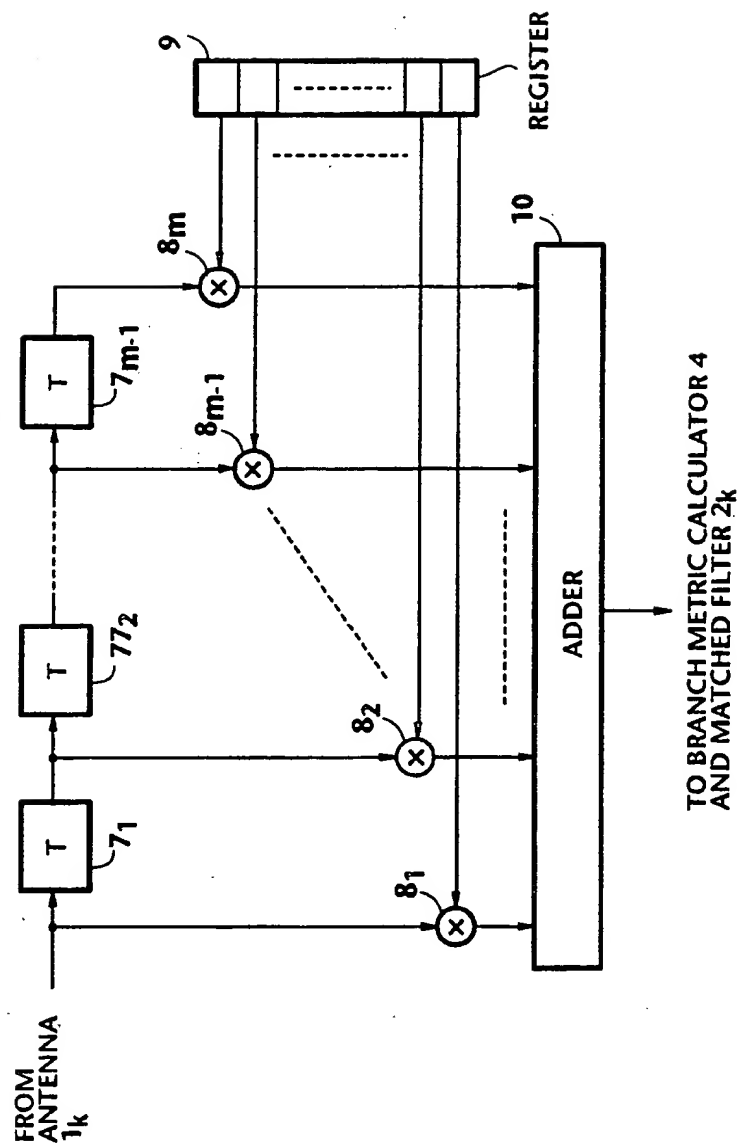 FROM
ANTENNA
1k
T
71
T
772
T
7m-1
81
82
8m-1
8m
9
REGISTER
10
ADDER
TO BRANCH METRIC CALCULATOR 4
AND MATCHED FILTER 2k